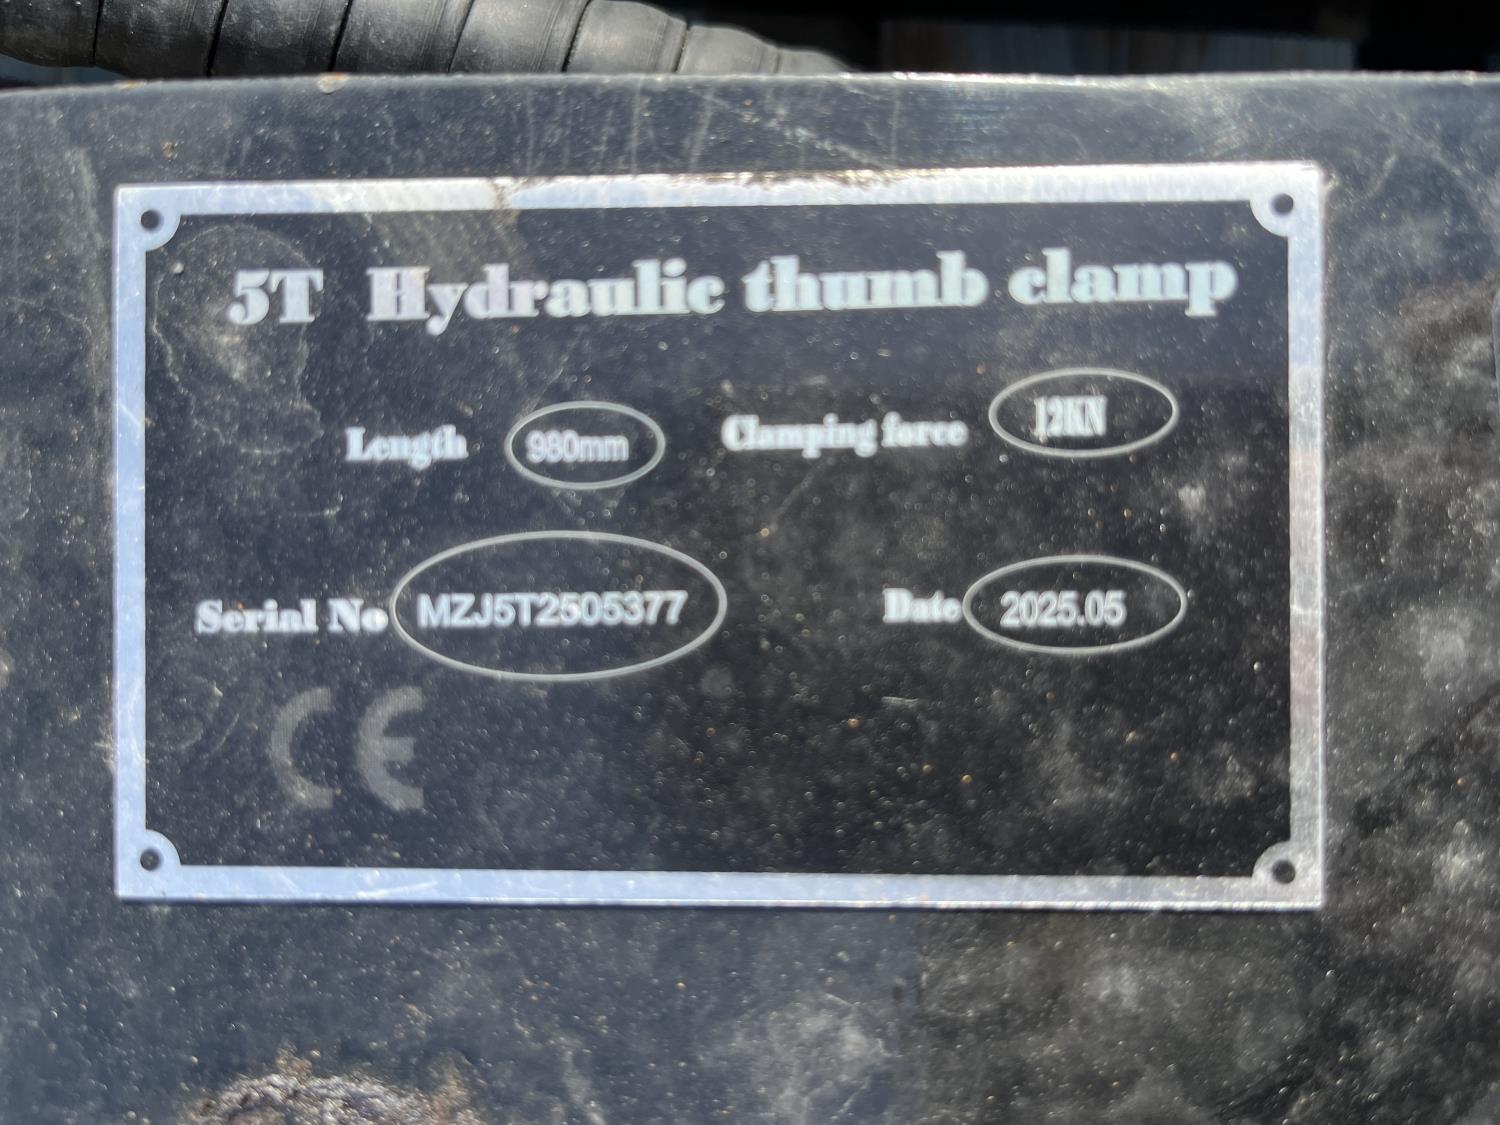 5T Hydraulic thumb clamp
Length 980mm Clamping force 12KN
Serial No MZJ5T2505377 Date 2025.05
CE